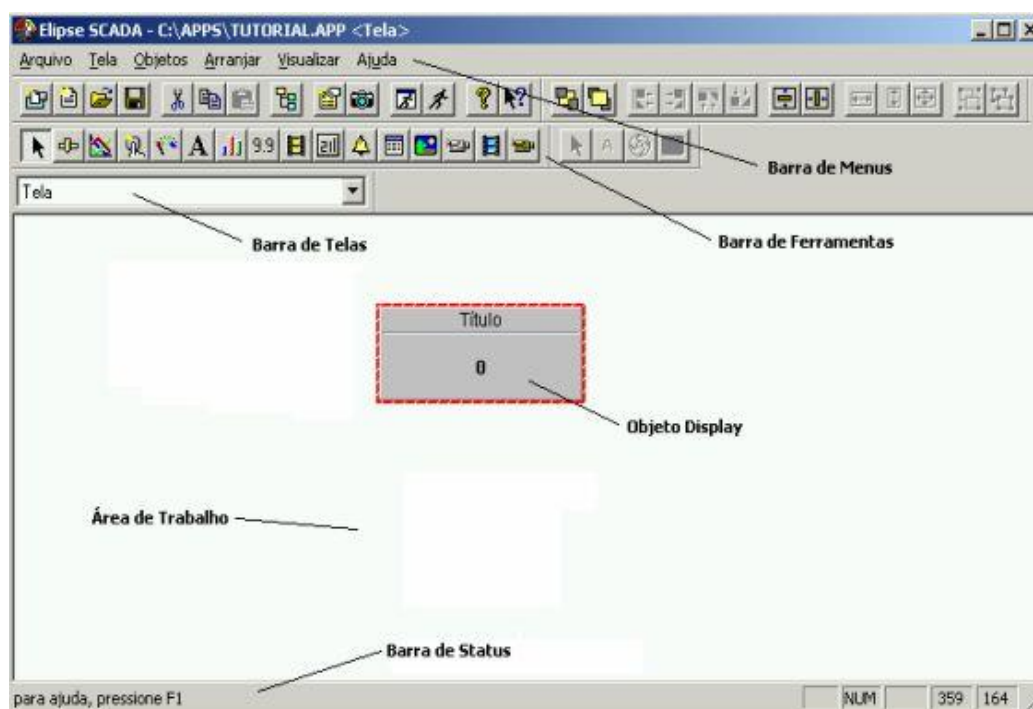 Elipse SCADA - C:\APPS\TUTORIAL.APP <Tela>
Arquivo Tela Objetos Arranjar Visualizar Ajuda
A 9.9 A
Barra de Menus
Tela
Barra de Telas
Barra de Ferramentas
Título
0
Objeto Display
Área de Trabalho
Barra de Status
para ajuda, pressione F1 NUM 359 164